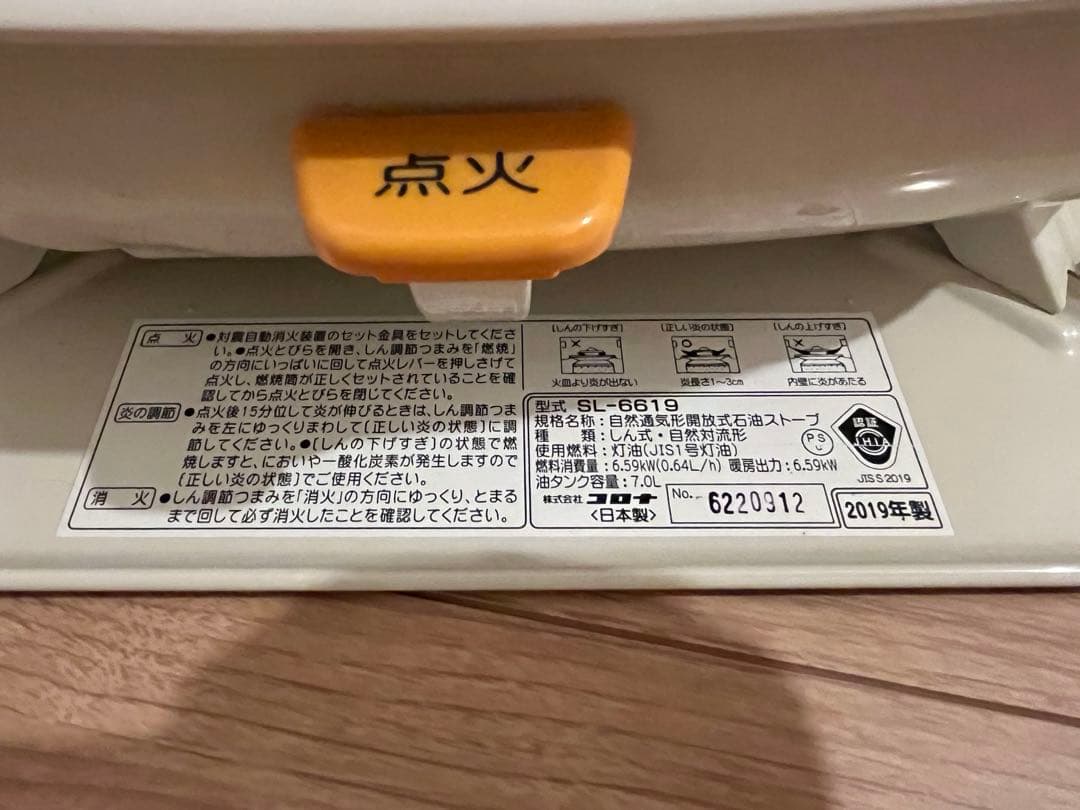 点火
点　火 ●対震自動消火装置のセット金具をセットしてくださ
い。●点火とびらを開き、しん調節つまみを「燃焼」
の方向にいっぱいに回して点火レバーを押しさげて
点火し、燃焼筒が正しくセットされていることを確
認してから点火とびらを閉じてください。
炎の調節 ●点火後15分位して炎が伸びるときは、しん調節つま
みを左にゆっくりまわして〔正しい炎の状態〕に調
節してください。●〔しんの下げすぎ〕の状態で燃
焼しますと、においや一酸化炭素が発生しますので
〔正しい炎の状態〕でご使用ください。
消　火 ●しん調節つまみを「消火」の方向にゆっくり、とまる
まで回して必ず消火したことを確認してください。
〔しんの下げすぎ〕 〔正しい炎の状態〕 〔しんの上げすぎ〕
火皿より炎が出ない 炎長さ1～3cm 内壁に炎があたる
型式 SL-6619
規格名称：自然通気形開放式石油ストーブ
種　　類：しん式・自然対流形
使用燃料：灯油(JIS1号灯油)
燃料消費量：6.59kW(0.64L/h) 暖房出力：6.59kW
油タンク容量：7.0L
株式会社 コロナ
〈日本製〉
No. 6220912
2019年製
PS
C
認証
JHIA
JIS S 2019